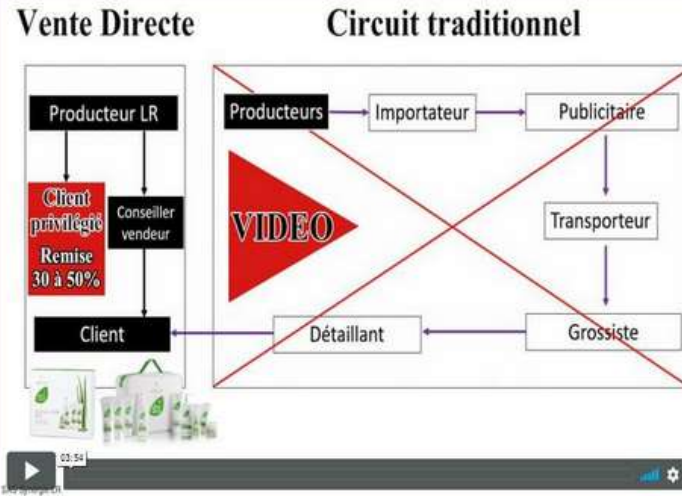 Vente Directe
Circuit traditionnel
Producteur LR
Client
privilégié
Remise
30 à 50%
Conseiller
vendeur
Client
Producteurs
Importateur
Publicitaire
Transporteur
Grossiste
Détaillant
VIDEO
03:54